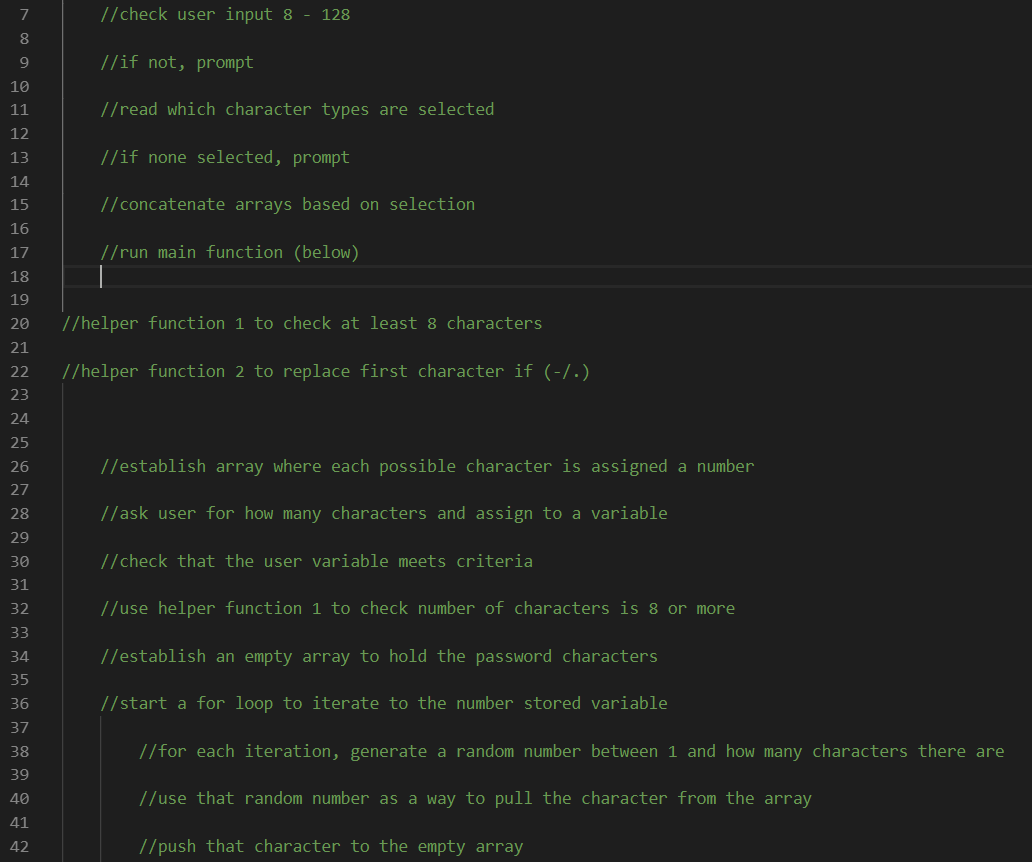 7 //check user input 8 - 128
8
9 //if not, prompt
10
11 //read which character types are selected
12
13 //if none selected, prompt
14
15 //concatenate arrays based on selection
16
17 //run main function (below)
18
19
20 //helper function 1 to check at least 8 characters
21
22 //helper function 2 to replace first character if (-/.)
23
24
25
26 //establish array where each possible character is assigned a number
27
28 //ask user for how many characters and assign to a variable
29
30 //check that the user variable meets criteria
31
32 //use helper function 1 to check number of characters is 8 or more
33
34 //establish an empty array to hold the password characters
35
36 //start a for loop to iterate to the number stored variable
37
38 //for each iteration, generate a random number between 1 and how many characters there are
39
40 //use that random number as a way to pull the character from the array
41
42 //push that character to the empty array